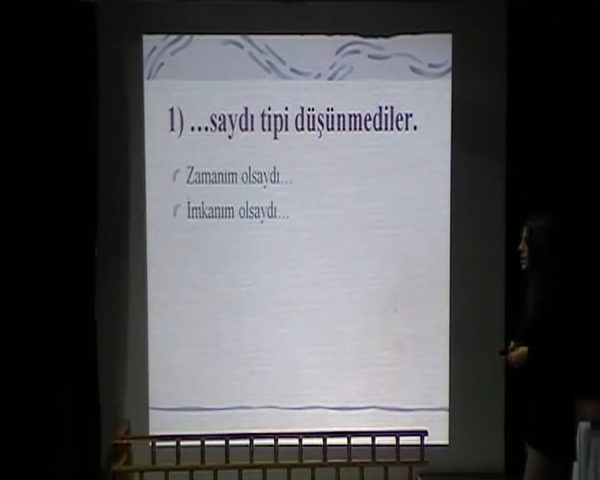 1) ...saydı tipi düşünmediler.
Zamanım olsaydı...
İmkanım olsaydı...